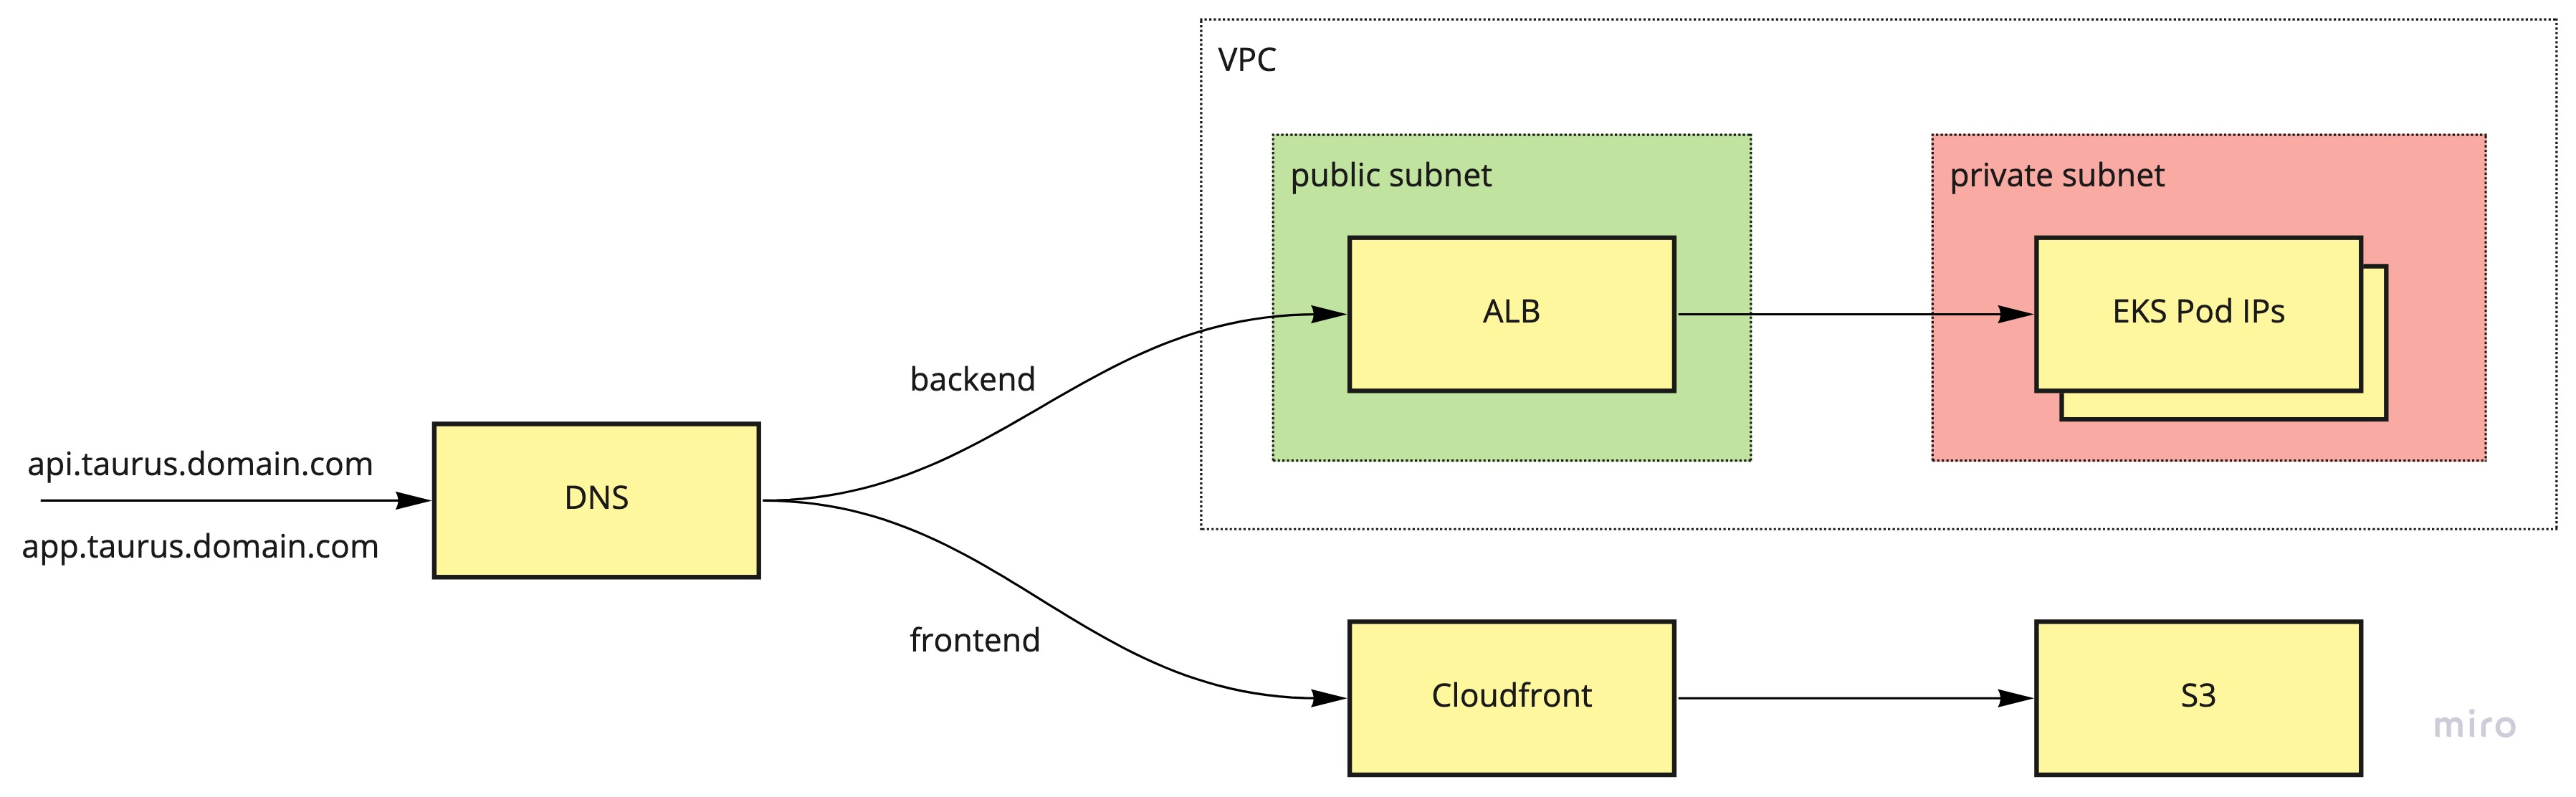 VPC
public subnet
private subnet
ALB
EKS Pod IPs
backend
api.taurus.domain.com
DNS
app.taurus.domain.com
frontend
Cloudfront
S3
miro